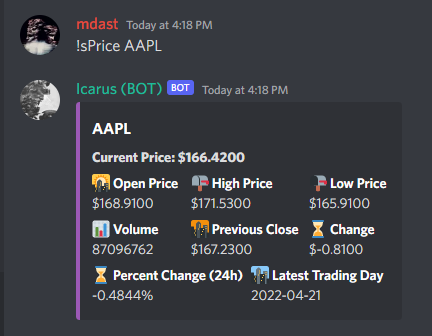 mdast Today at 4:18 PM
!sPrice AAPL
Icarus (BOT) BOT Today at 4:18 PM
AAPL
Current Price: $166.4200
Open Price High Price Low Price
$168.9100 $171.5300 $165.9100
Volume Previous Close Change
87096762 $167.2300 $-0.8100
Percent Change (24h) Latest Trading Day
-0.4844% 2022-04-21